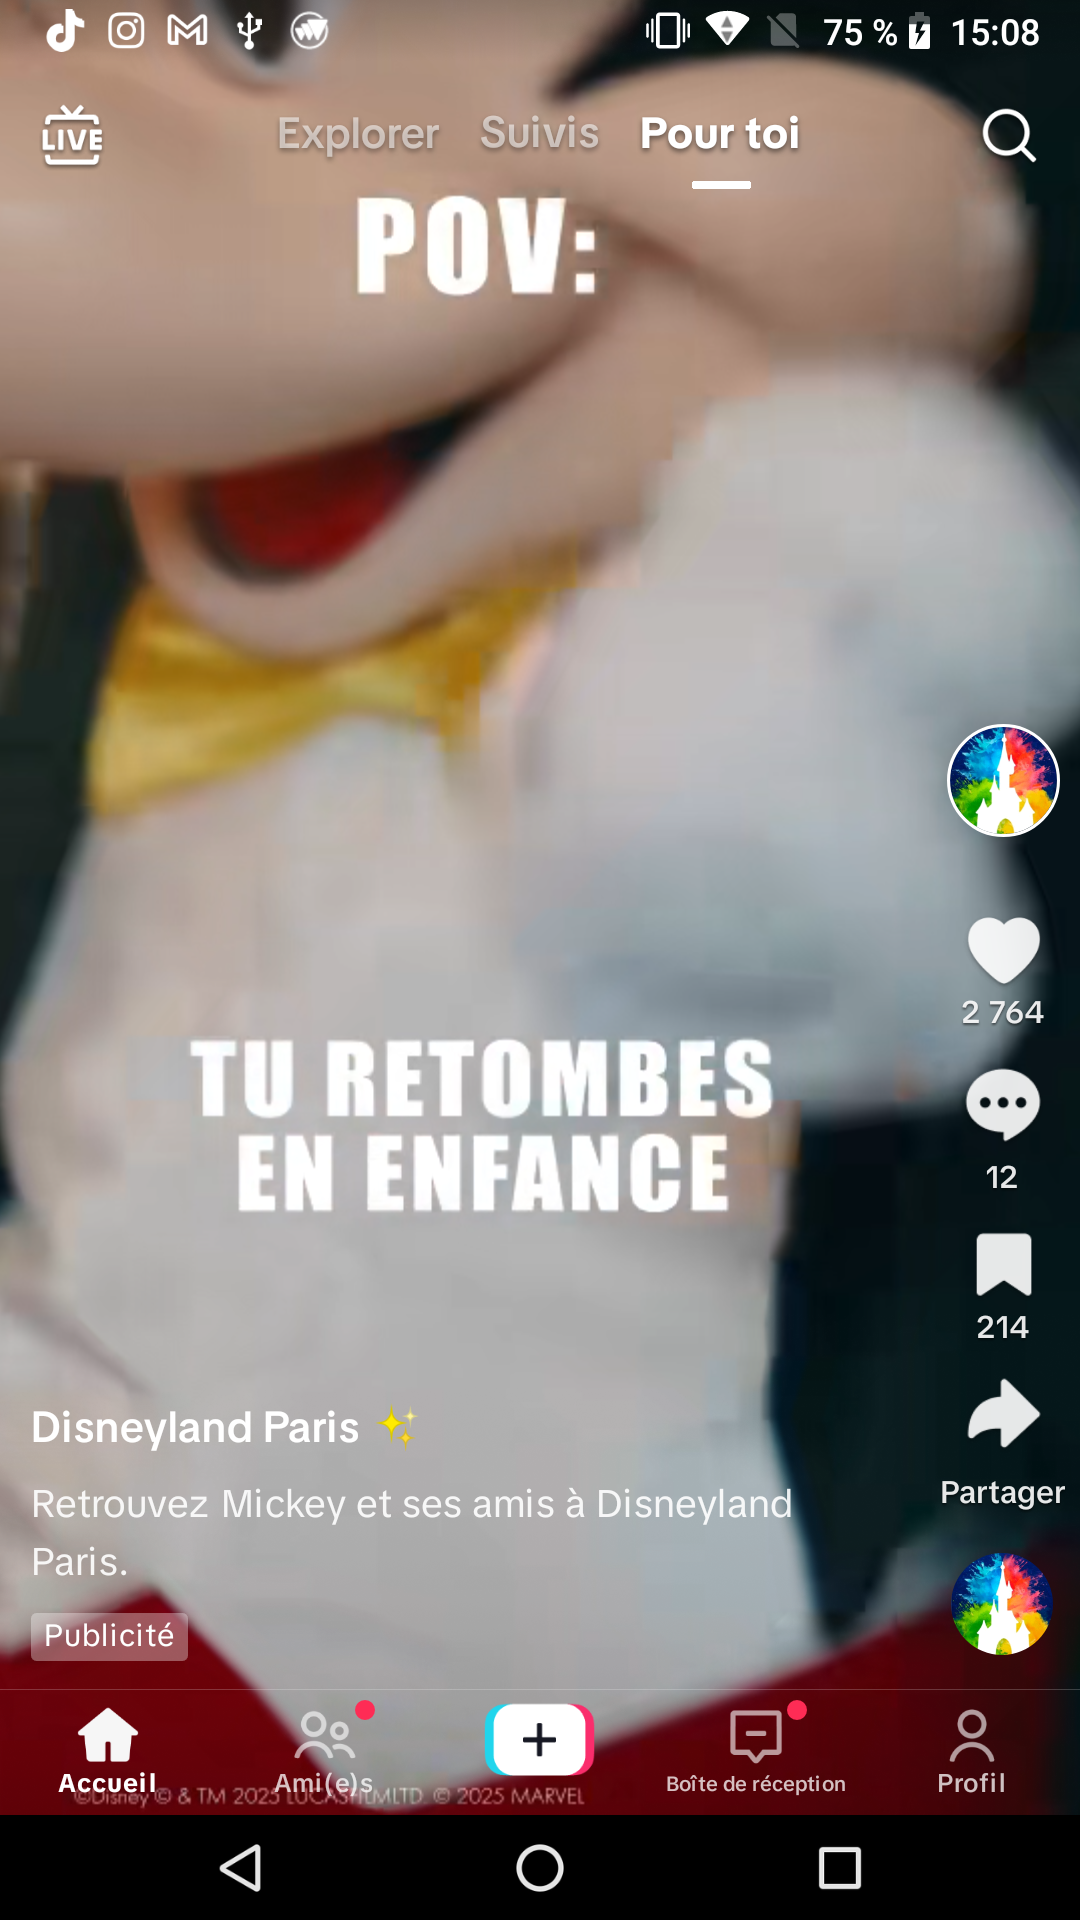 75 % 15:08
LIVE Explorer Suivis Pour toi
POV:
2 764
TU RETOMBES
EN ENFANCE
12
214
Disneyland Paris ✨
Partager
Retrouvez Mickey et ses amis à Disneyland
Paris.
Publicité
Accueil Ami(e)s Boîte de réception Profil
©Disney © & TM 2025 LUCASFILM LTD. © 2025 MARVEL